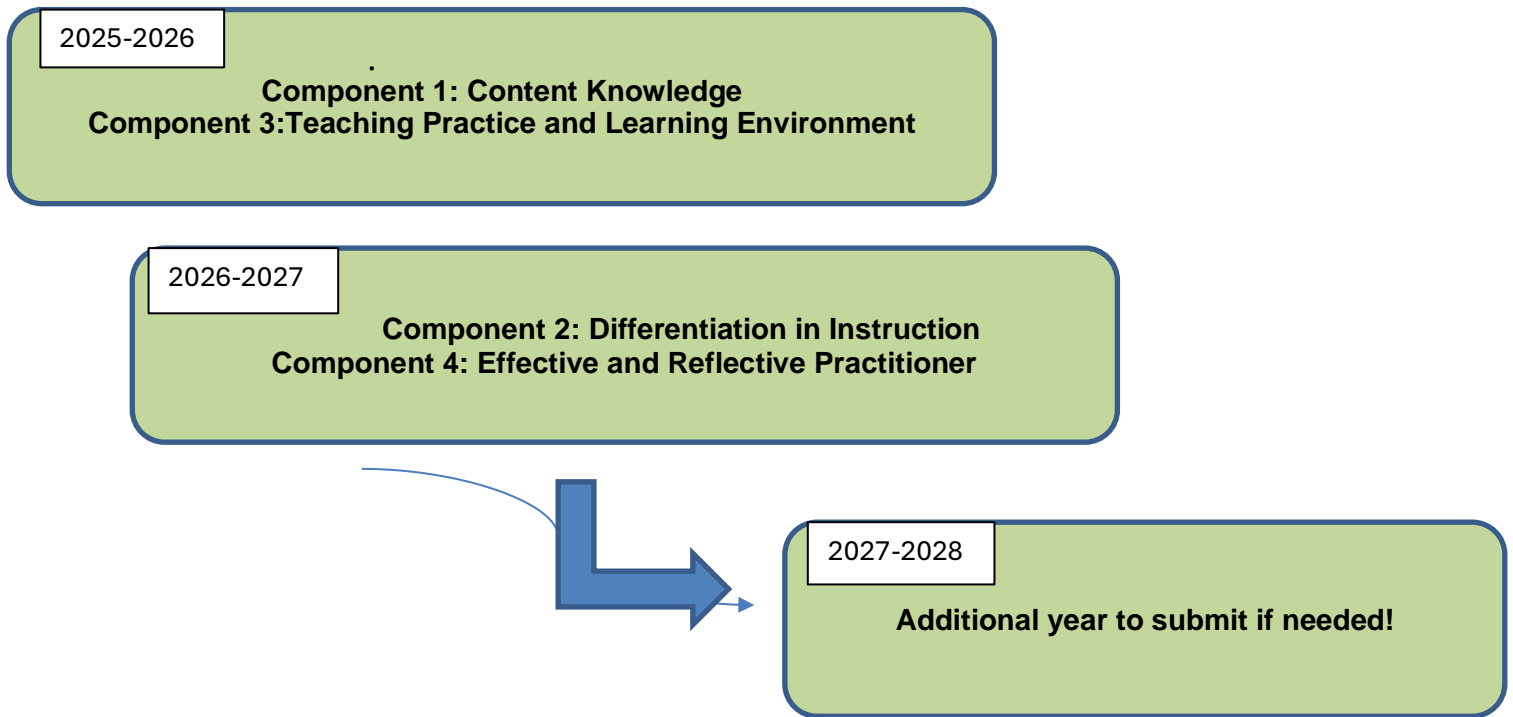 2025-2026
.
Component 1: Content Knowledge
Component 3:Teaching Practice and Learning Environment
2026-2027
Component 2: Differentiation in Instruction
Component 4: Effective and Reflective Practitioner
2027-2028
Additional year to submit if needed!